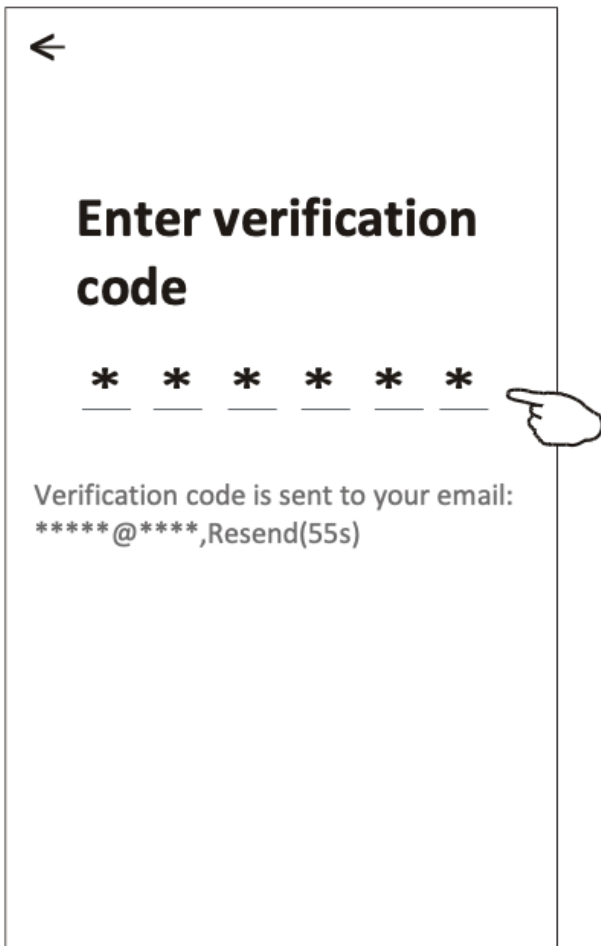 Enter verification
code
* * * * * *
Verification code is sent to your email:
*****@****,Resend(55s)